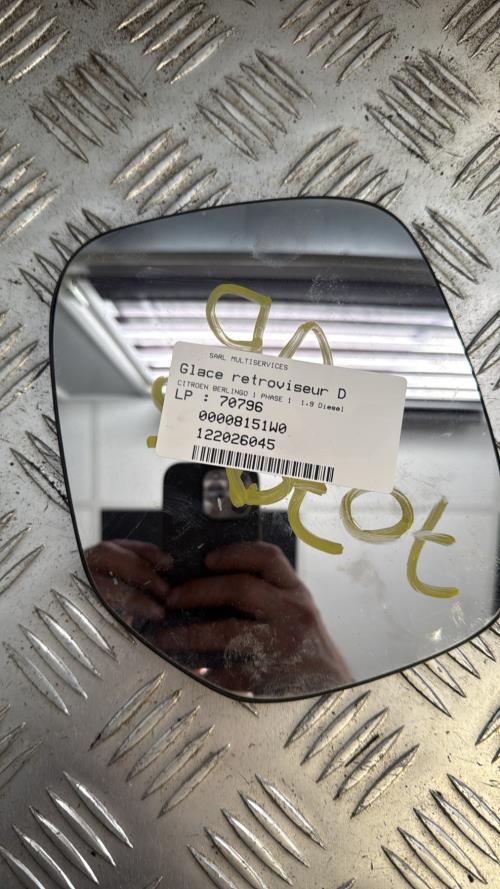 SARL MULTISERVICES
Glace retroviseur D
CITROEN BERLINGO 1 PHASE 1 1.9 Diesel
LP : 70796
00008151W0
122026045